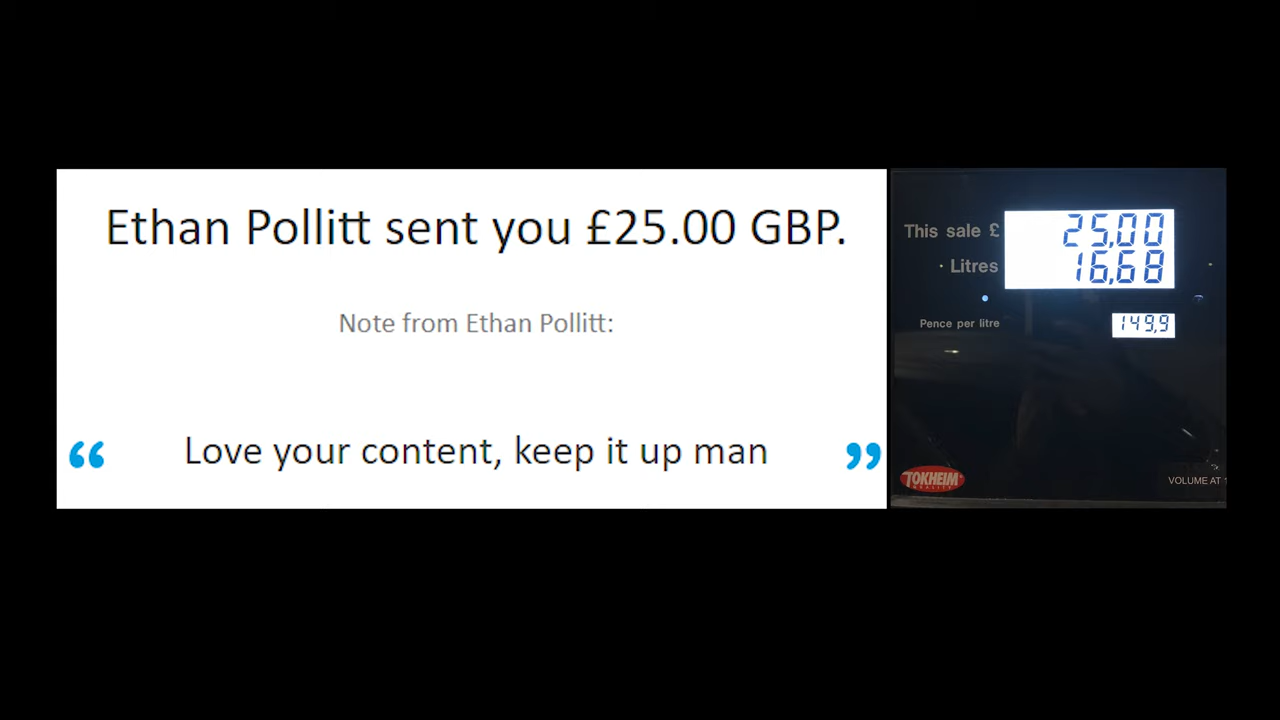 Ethan Pollitt sent you £25.00 GBP.
Note from Ethan Pollitt:
“ Love your content, keep it up man ”
This sale £ 25,00
Litres 16,68
Pence per litre 149,9
TOKHEIM
QUALITY
VOLUME AT